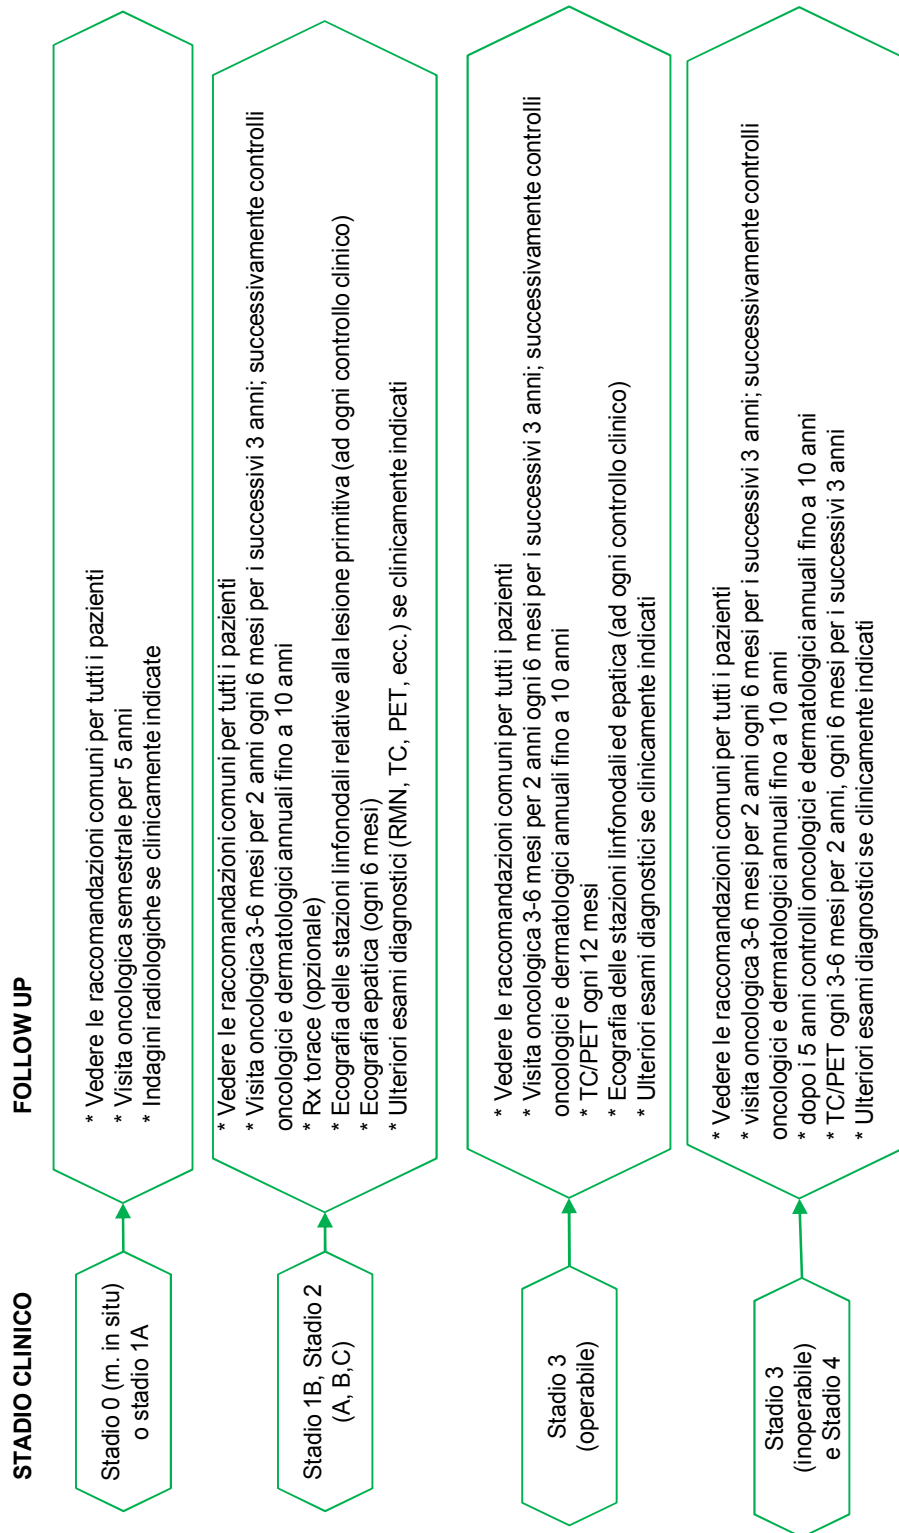 STADIO CLINICO
FOLLOW UP
Stadio 0 (m. in situ)
o stadio 1A
* Vedere le raccomandazioni comuni per tutti i pazienti
* Visita oncologica semestrale per 5 anni
* Indagini radiologiche se clinicamente indicate
Stadio 1B, Stadio 2
(A, B,C)
* Vedere le raccomandazioni comuni per tutti i pazienti
* Visita oncologica 3-6 mesi per 2 anni ogni 6 mesi per i successivi 3 anni; successivamente controlli
oncologici e dermatologici annuali fino a 10 anni
* Rx torace (opzionale)
* Ecografia delle stazioni linfonodali relative alla lesione primitiva (ad ogni controllo clinico)
* Ecografia epatica (ogni 6 mesi)
* Ulteriori esami diagnostici (RMN, TC, PET, ecc.) se clinicamente indicati
Stadio 3
(operabile)
* Vedere le raccomandazioni comuni per tutti i pazienti
* Visita oncologica 3-6 mesi per 2 anni ogni 6 mesi per i successivi 3 anni; successivamente controlli
oncologici e dermatologici annuali fino a 10 anni
* TC/PET ogni 12 mesi
* Ecografia delle stazioni linfonodali ed epatica (ad ogni controllo clinico)
* Ulteriori esami diagnostici se clinicamente indicati
Stadio 3
(inoperabile)
e Stadio 4
* Vedere le raccomandazioni comuni per tutti i pazienti
* visita oncologica 3-6 mesi per 2 anni ogni 6 mesi per i successivi 3 anni; successivamente controlli
oncologici e dermatologici annuali fino a 10 anni
* dopo i 5 anni controlli oncologici e dermatologici annuali fino a 10 anni
* TC/PET ogni 3-6 mesi per 2 anni, ogni 6 mesi per i successivi 3 anni
* Ulteriori esami diagnostici se clinicamente indicati